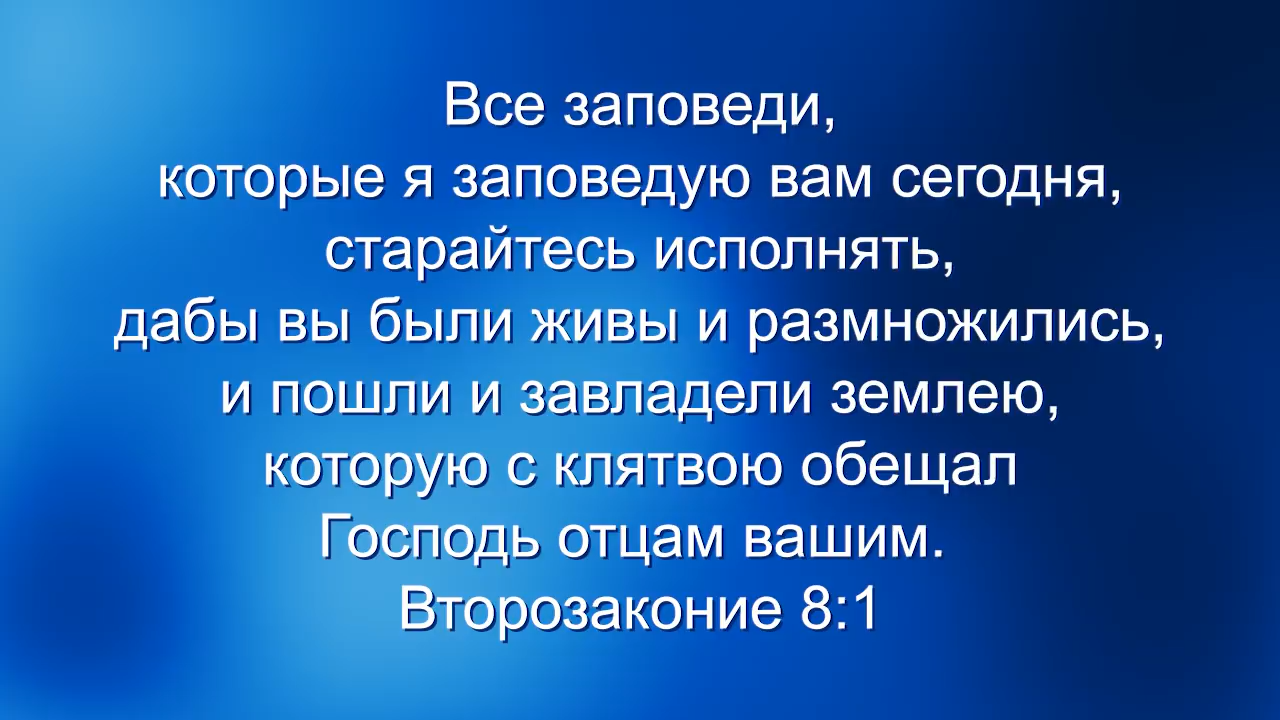 Все заповеди,
которые я заповедую вам сегодня,
старайтесь исполнять,
дабы вы были живы и размножились,
и пошли и завладели землею,
которую с клятвою обещал
Господь отцам вашим.
Второзаконие 8:1